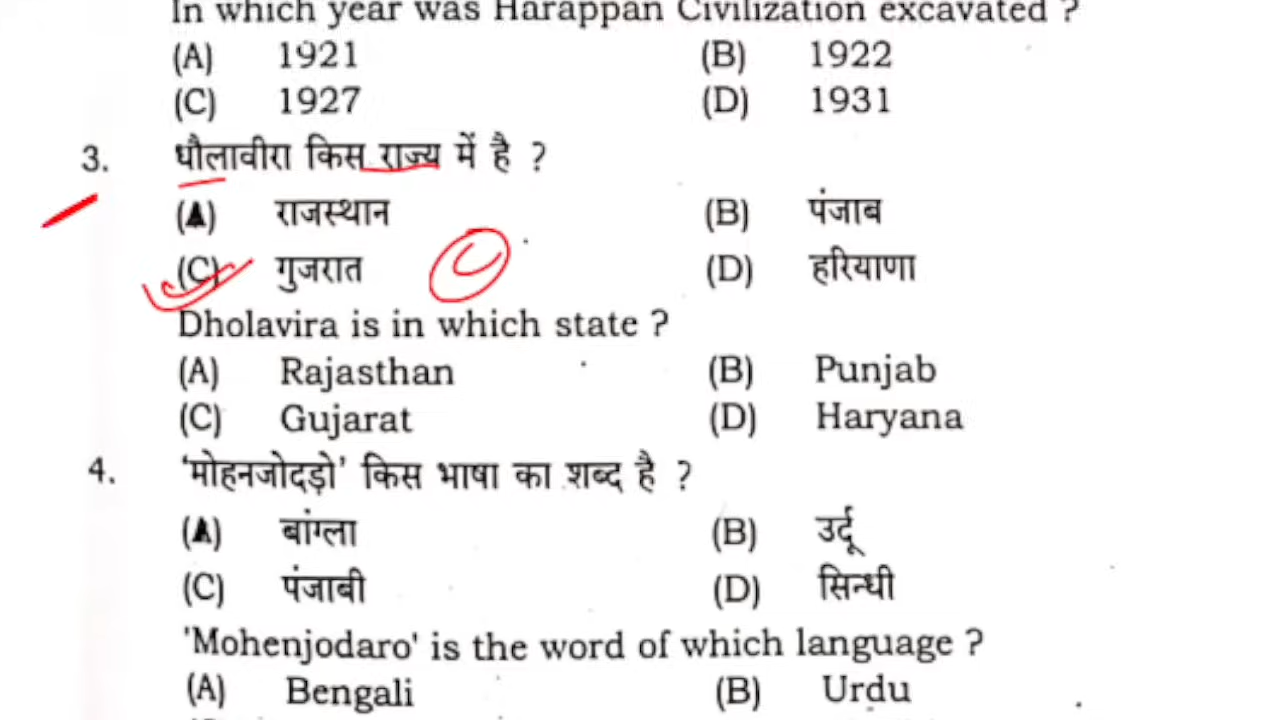 In which year was Harappan Civilization excavated ?
(A) 1921 (B) 1922
(C) 1927 (D) 1931
3. धौलावीरा किस राज्य में है ?
(A) राजस्थान (B) पंजाब
(C) गुजरात (D) हरियाणा
Dholavira is in which state ?
(A) Rajasthan (B) Punjab
(C) Gujarat (D) Haryana
4. 'मोहनजोदड़ो' किस भाषा का शब्द है ?
(A) बांग्ला (B) उर्दू
(C) पंजाबी (D) सिन्धी
'Mohenjodaro' is the word of which language ?
(A) Bengali (B) Urdu